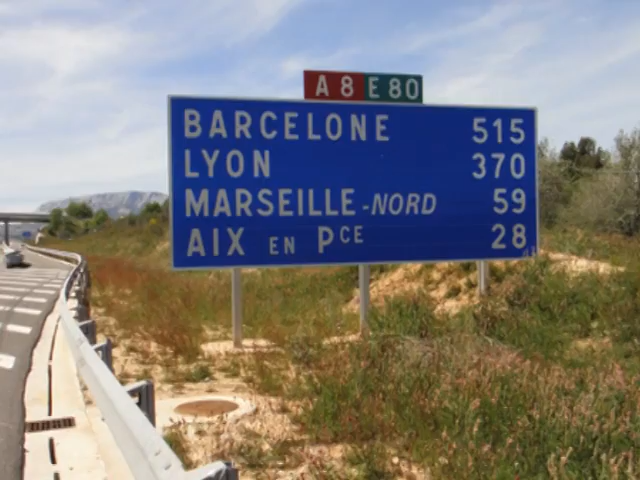 A 8 E 80
BARCELONE 515
LYON 370
MARSEILLE-NORD 59
AIX EN PCE 28